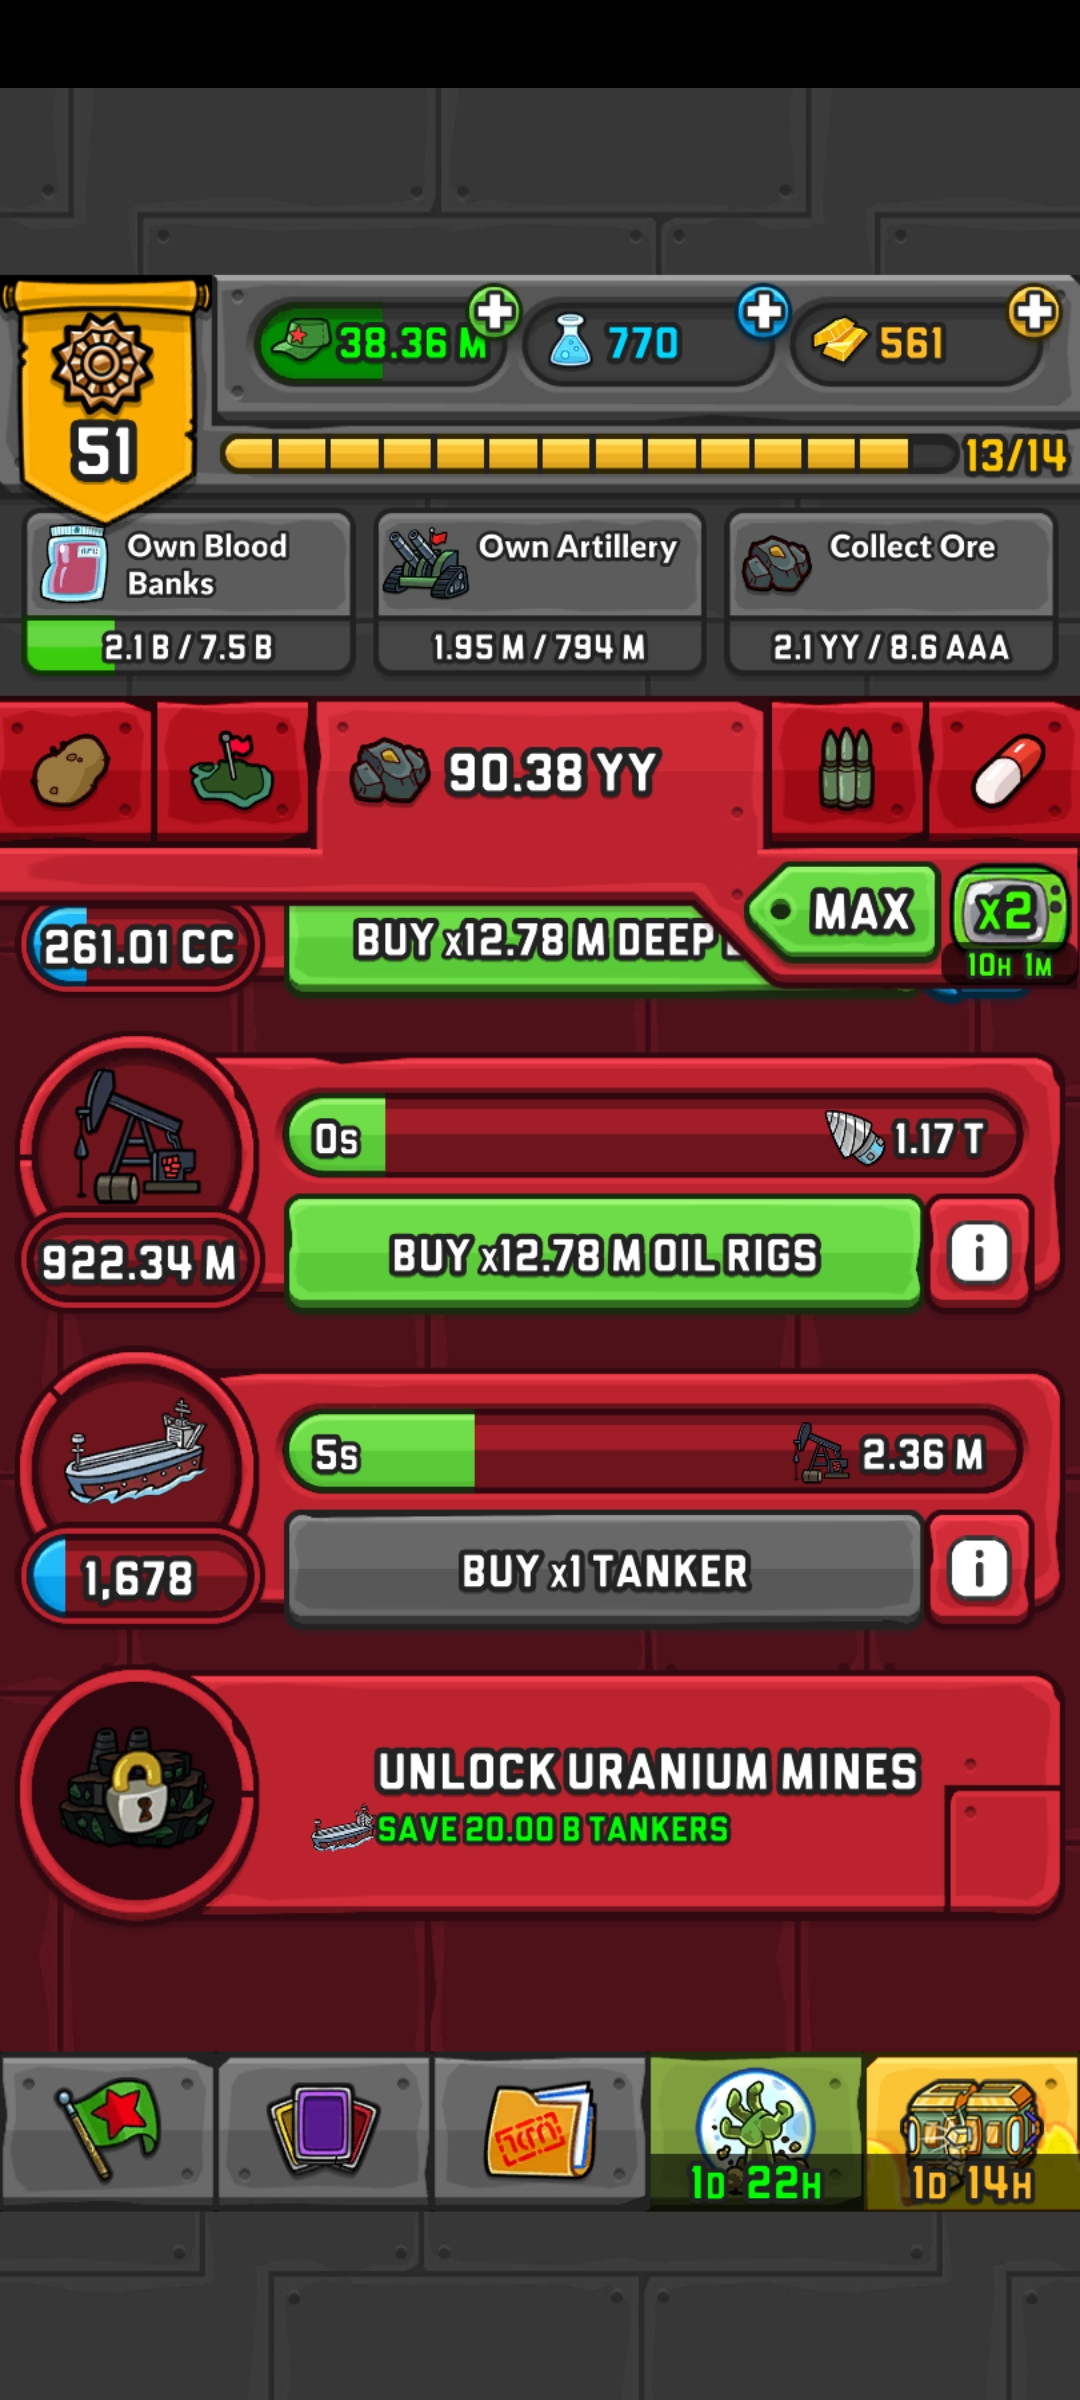 38.36 M
770
561
51
13/14
Own Blood
Banks
Own Artillery
Collect Ore
2.1 B / 7.5 B
1.95 M / 794 M
2.1 YY / 8.6 AAA
90.38 YY
MAX
x2
10H 1M
261.01 CC
BUY x12.78 M DEEP
0s
1.17 T
922.34 M
BUY x12.78 M OIL RIGS
i
5s
2.36 M
1,678
BUY x1 TANKER
i
UNLOCK URANIUM MINES
SAVE 20.00 B TANKERS
1D 22H
1D 14H